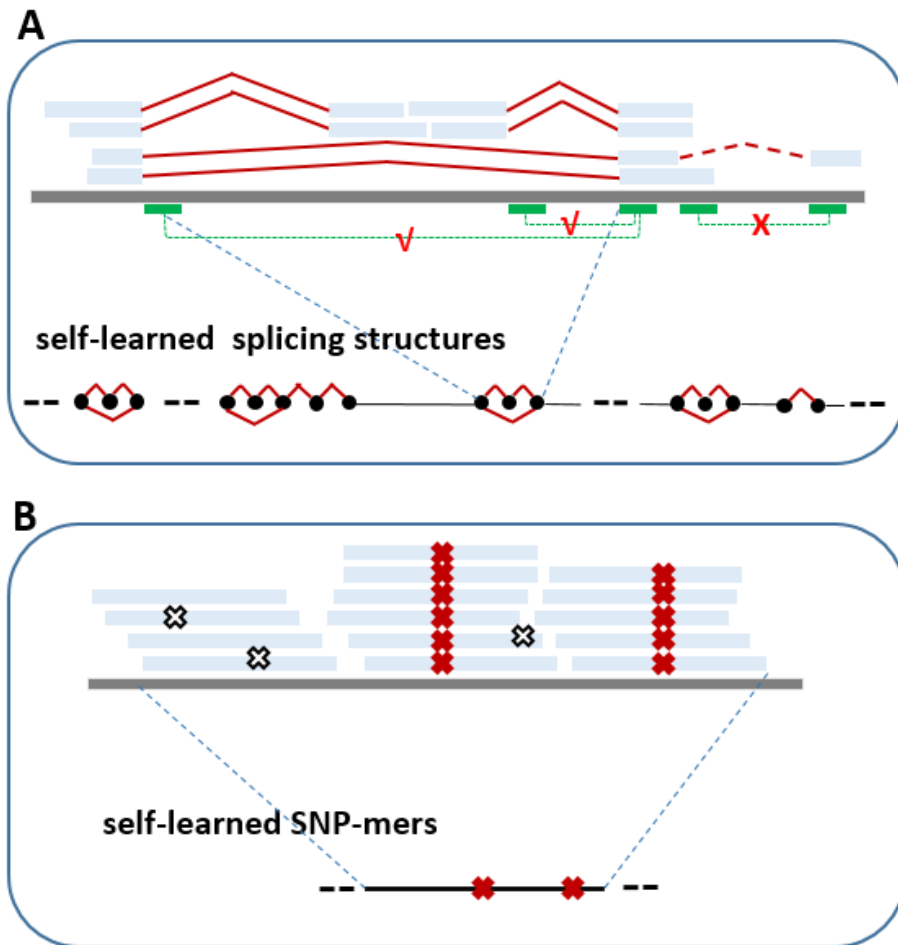 A
√
√
X
self-learned splicing structures
B
self-learned SNP-mers